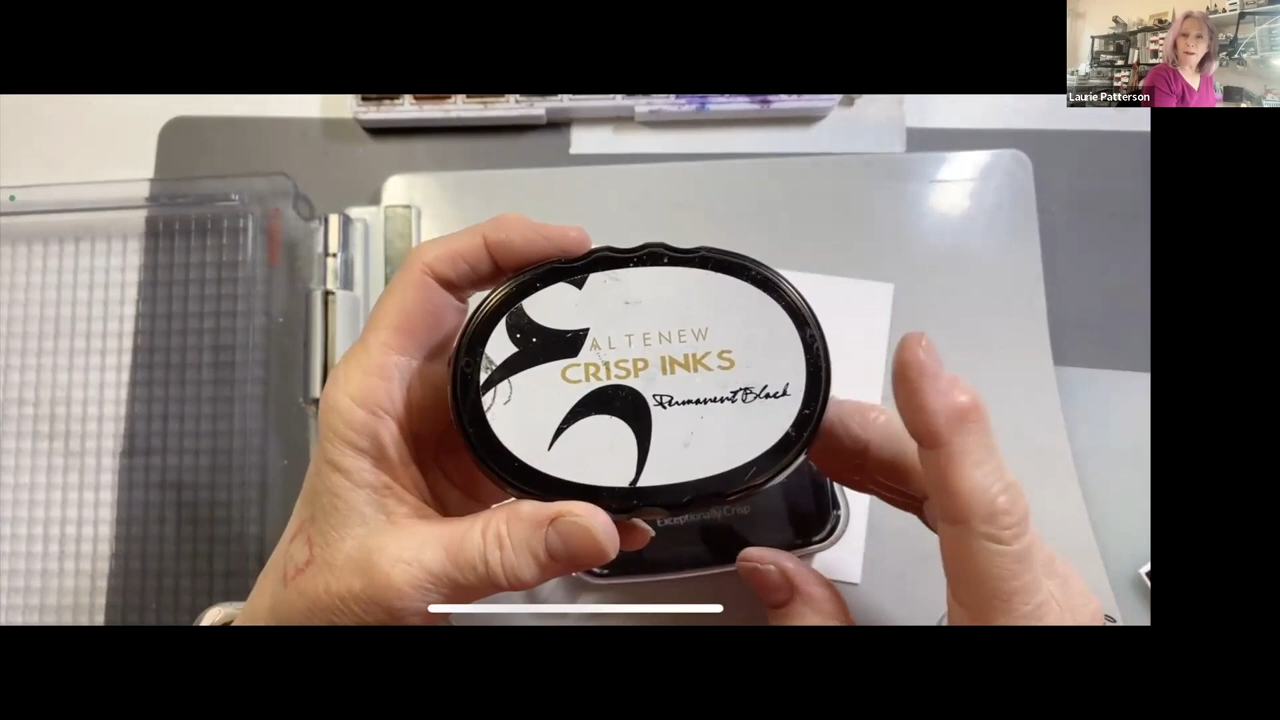 Laurie Patterson
ALTENEW
CRISP INKS
Permanent Black
Exceptionally Crisp